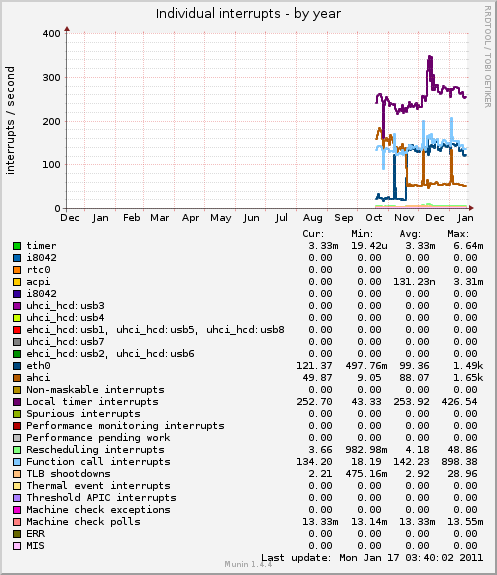 Individual interrupts - by year
RRDTOOL / TOBI OETIKER
interrupts / second
400
300
200
100
0
Dec Jan Feb Mar Apr May Jun Jul Aug Sep Oct Nov Dec Jan
Cur: Min: Avg: Max:
timer 3.33m 19.42u 3.33m 6.64m
i8042 0.00 0.00 0.00 0.00
rtc0 0.00 0.00 0.00 0.00
acpi 0.00 0.00 131.23n 3.31m
i8042 0.00 0.00 0.00 0.00
uhci_hcd:usb3 0.00 0.00 0.00 0.00
uhci_hcd:usb4 0.00 0.00 0.00 0.00
ehci_hcd:usb1, uhci_hcd:usb5, uhci_hcd:usb8 0.00 0.00 0.00 0.00
uhci_hcd:usb7 0.00 0.00 0.00 0.00
ehci_hcd:usb2, uhci_hcd:usb6 0.00 0.00 0.00 0.00
eth0 121.37 497.76m 99.36 1.49k
ahci 49.87 9.05 88.07 1.65k
Non-maskable interrupts 0.00 0.00 0.00 0.00
Local timer interrupts 252.70 43.33 253.92 426.54
Spurious interrupts 0.00 0.00 0.00 0.00
Performance monitoring interrupts 0.00 0.00 0.00 0.00
Performance pending work 0.00 0.00 0.00 0.00
Rescheduling interrupts 3.66 982.98m 4.18 48.86
Function call interrupts 134.20 18.19 142.23 898.38
TLB shootdowns 2.21 475.16m 2.92 28.96
Thermal event interrupts 0.00 0.00 0.00 0.00
Threshold APIC interrupts 0.00 0.00 0.00 0.00
Machine check exceptions 0.00 0.00 0.00 0.00
Machine check polls 13.33m 13.14m 13.33m 13.55m
ERR 0.00 0.00 0.00 0.00
MIS 0.00 0.00 0.00 0.00
Last update: Mon Jan 17 03:40:02 2011
Munin 1.4.4